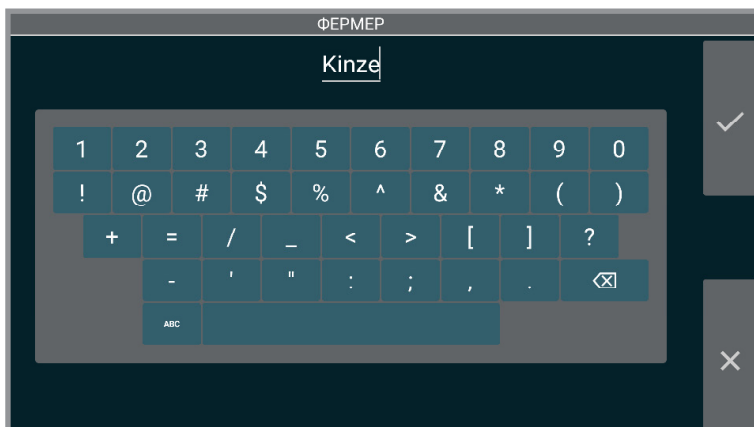 ФЕРМЕР
Kinze
1 2 3 4 5 6 7 8 9 0
! @ # $ % ^ & * ( )
+ = / _ < > [ ] ?
- ' " : ; , .
ABC